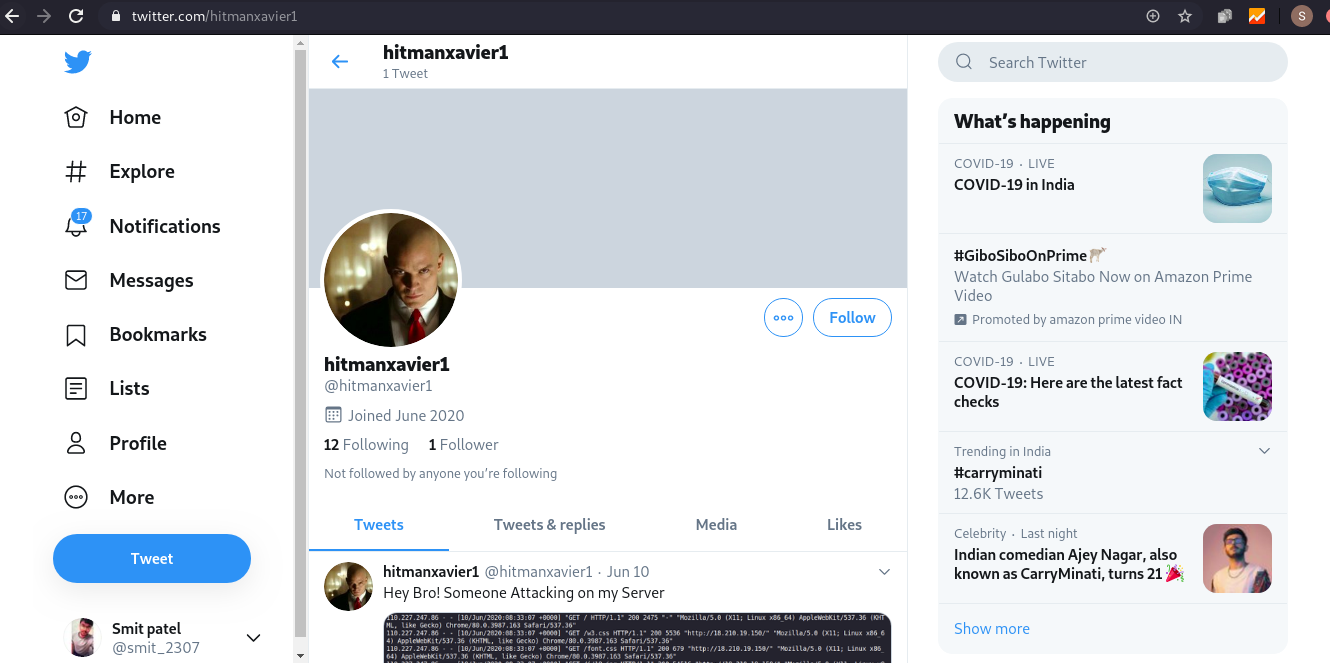 twitter.com/hitmanxavier1
S
Home
Explore
17
Notifications
Messages
Bookmarks
Lists
Profile
More
Tweet
Smit patel
@smit_2307
hitmanxavier1
1 Tweet
Follow
hitmanxavier1
@hitmanxavier1
Joined June 2020
12 Following 1 Follower
Not followed by anyone you're following
Tweets Tweets & replies Media Likes
hitmanxavier1 @hitmanxavier1 · Jun 10
Hey Bro! Someone Attacking on my Server
110.227.247.86 - - [10/Jun/2020:08:33:07 +0000] "GET / HTTP/1.1" 200 2475 "-" "Mozilla/5.0 (X11; Linux x86_64) AppleWebKit/537.36 (KHT
ML, like Gecko) Chrome/80.0.3987.163 Safari/537.36"
110.227.247.86 - - [10/Jun/2020:08:33:07 +0000] "GET /w3.css HTTP/1.1" 200 5536 "http://18.210.19.150/" "Mozilla/5.0 (X11; Linux x86_6
4) AppleWebKit/537.36 (KHTML, like Gecko) Chrome/80.0.3987.163 Safari/537.36"
110.227.247.86 - - [10/Jun/2020:08:33:07 +0000] "GET /font.css HTTP/1.1" 200 679 "http://18.210.19.150/" "Mozilla/5.0 (X11; Linux x86
_64) AppleWebKit/537.36 (KHTML, like Gecko) Chrome/80.0.3987.163 Safari/537.36"
Search Twitter
What's happening
COVID-19 · LIVE
COVID-19 in India
#GiboSiboOnPrime
Watch Gulabo Sitabo Now on Amazon Prime
Video
Promoted by amazon prime video IN
COVID-19 · LIVE
COVID-19: Here are the latest fact
checks
Trending in India
#carryminati
12.6K Tweets
Celebrity · Last night
Indian comedian Ajey Nagar, also
known as CarryMinati, turns 21
Show more